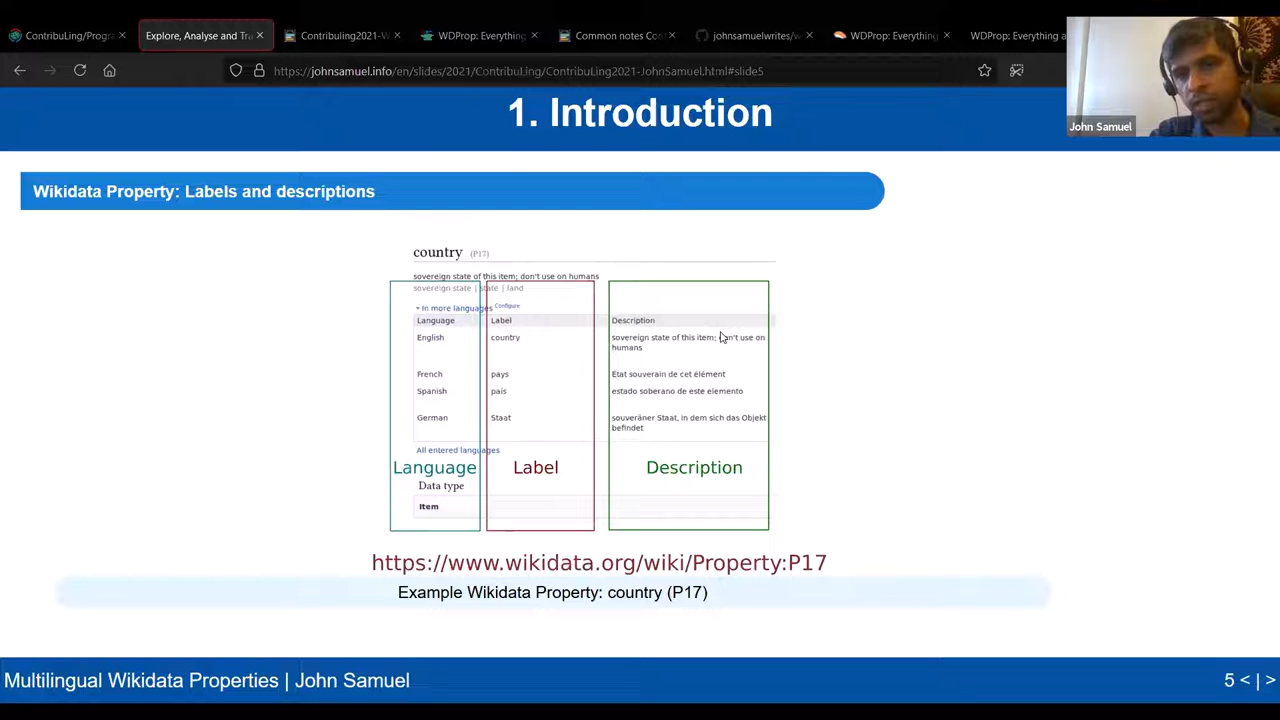 ContribuLing/Progra
Explore, Analyse and Tra
Contribuling2021-W
WDProp: Everything
Common notes Con
johnsamuelwrites/w
WDProp: Everything
WDProp: Everything a
https://johnsamuel.info/en/slides/2021/ContribuLing/ContribuLing2021-JohnSamuel.html#slide5
John Samuel
1. Introduction
Wikidata Property: Labels and descriptions
country (P17)
sovereign state of this item; don't use on humans
sovereign state | state | land
In more languages Configure
Language Label Description
English country sovereign state of this item; don't use on
humans
French pays Etat souverain de cet élément
Spanish país estado soberano de este elemento
German Staat souveräner Staat, in dem sich das Objekt
befindet
All entered languages
Language Label Description
Data type
Item
https://www.wikidata.org/wiki/Property:P17
Example Wikidata Property: country (P17)
Multilingual Wikidata Properties | John Samuel 5 < | >